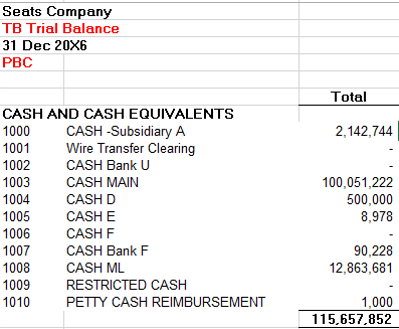 Seats Company
TB Trial Balance
31 Dec 20X6
PBC
Total
CASH AND CASH EQUIVALENTS
1000 CASH -Subsidiary A 2,142,744
1001 Wire Transfer Clearing -
1002 CASH Bank U -
1003 CASH MAIN 100,051,222
1004 CASH D 500,000
1005 CASH E 8,978
1006 CASH F -
1007 CASH Bank F 90,228
1008 CASH ML 12,863,681
1009 RESTRICTED CASH -
1010 PETTY CASH REIMBURSEMENT 1,000
115,657,852